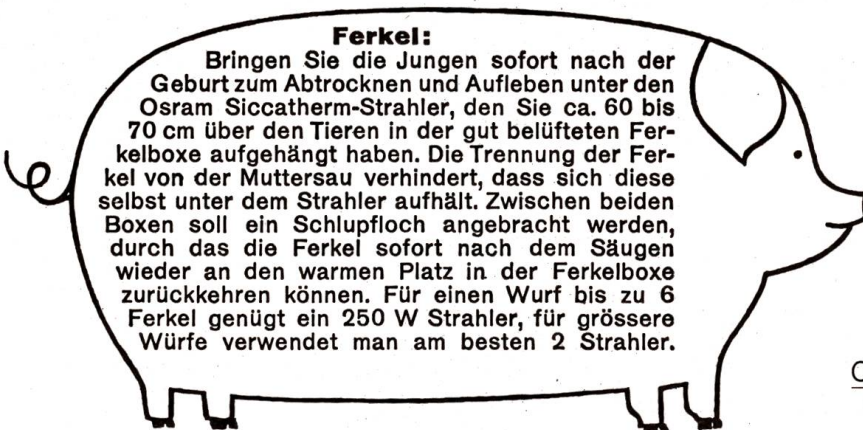 Ferkel:
Bringen Sie die Jungen sofort nach der
Geburt zum Abtrocknen und Aufleben unter den
Osram Siccatherm-Strahler, den Sie ca. 60 bis
70 cm über den Tieren in der gut belüfteten Fer-
kelboxe aufgehängt haben. Die Trennung der Fer-
kel von der Muttersau verhindert, dass sich diese
selbst unter dem Strahler aufhält. Zwischen beiden
Boxen soll ein Schlupfloch angebracht werden,
durch das die Ferkel sofort nach dem Säugen
wieder an den warmen Platz in der Ferkelboxe
zurückkehren können. Für einen Wurf bis zu 6
Ferkel genügt ein 250 W Strahler, für grössere
Würfe verwendet man am besten 2 Strahler.